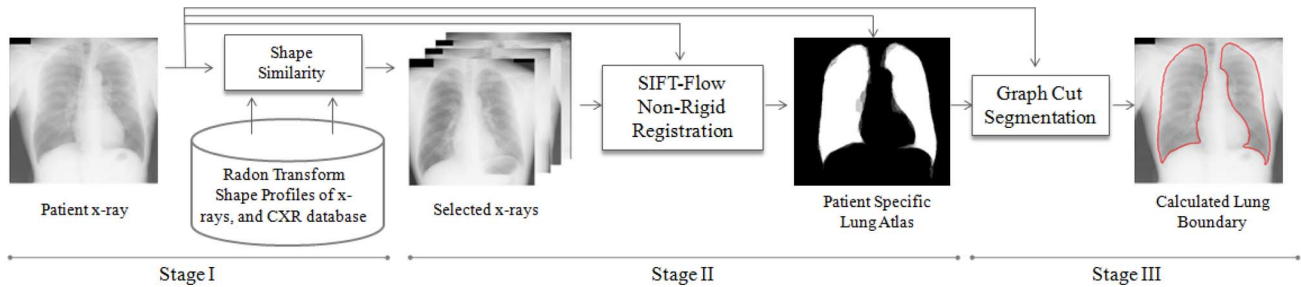 Patient x-ray
Shape
Similarity
Radon Transform
Shape Profiles of x-
rays, and CXR database
Selected x-rays
SIFT-Flow
Non-Rigid
Registration
Patient Specific
Lung Atlas
Graph Cut
Segmentation
Calculated Lung
Boundary
Stage I
Stage II
Stage III